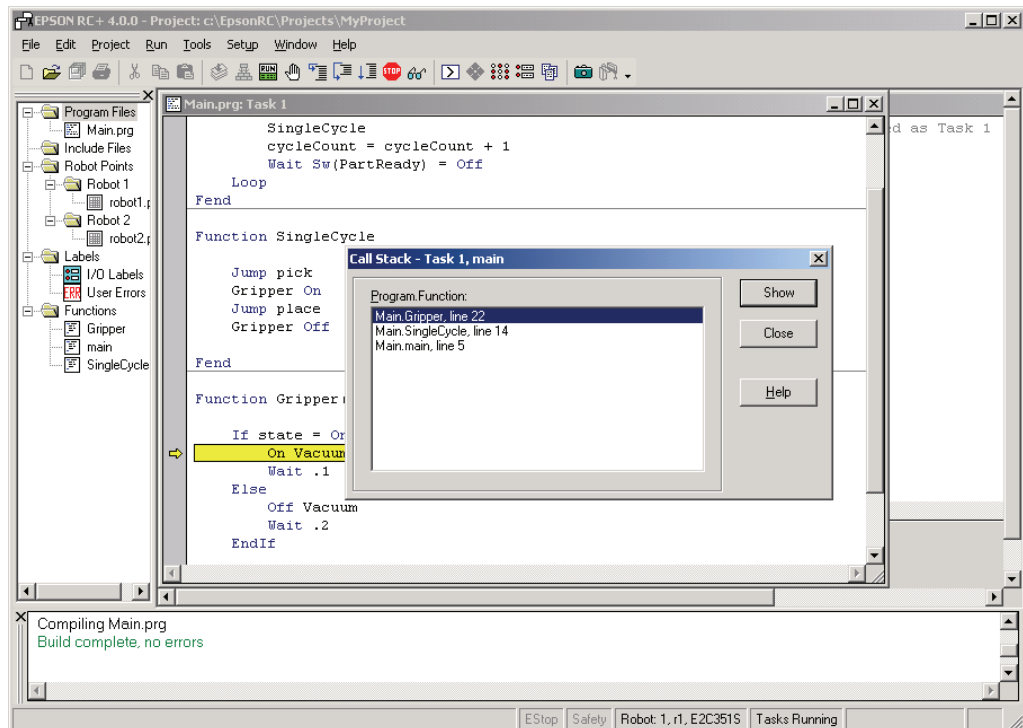 EPSON RC+ 4.0.0 - Project: c:\EpsonRC\Projects\MyProject
File Edit Project Run Tools Setup Window Help
RUN STOP
Program Files
Main.prg
Include Files
Robot Points
Robot 1
robot1.p
Robot 2
robot2.p
Labels
I/O Labels
ERR User Errors
Functions
Gripper
main
SingleCycle
Main.prg: Task 1
SingleCycle
cycleCount = cycleCount + 1
Wait Sw(PartReady) = Off
Loop
Fend
Function SingleCycle
Jump pick
Gripper On
Jump place
Gripper Off
Fend
Function Gripper
If state = On
On Vacuum
Wait .1
Else
Off Vacuum
Wait .2
EndIf
ed as Task 1
Call Stack - Task 1, main
Program.Function:
Main.Gripper, line 22
Main.SingleCycle, line 14
Main.main, line 5
Show
Close
Help
Compiling Main.prg
Build complete, no errors
EStop Safety Robot: 1, r1, E2C351S Tasks Running